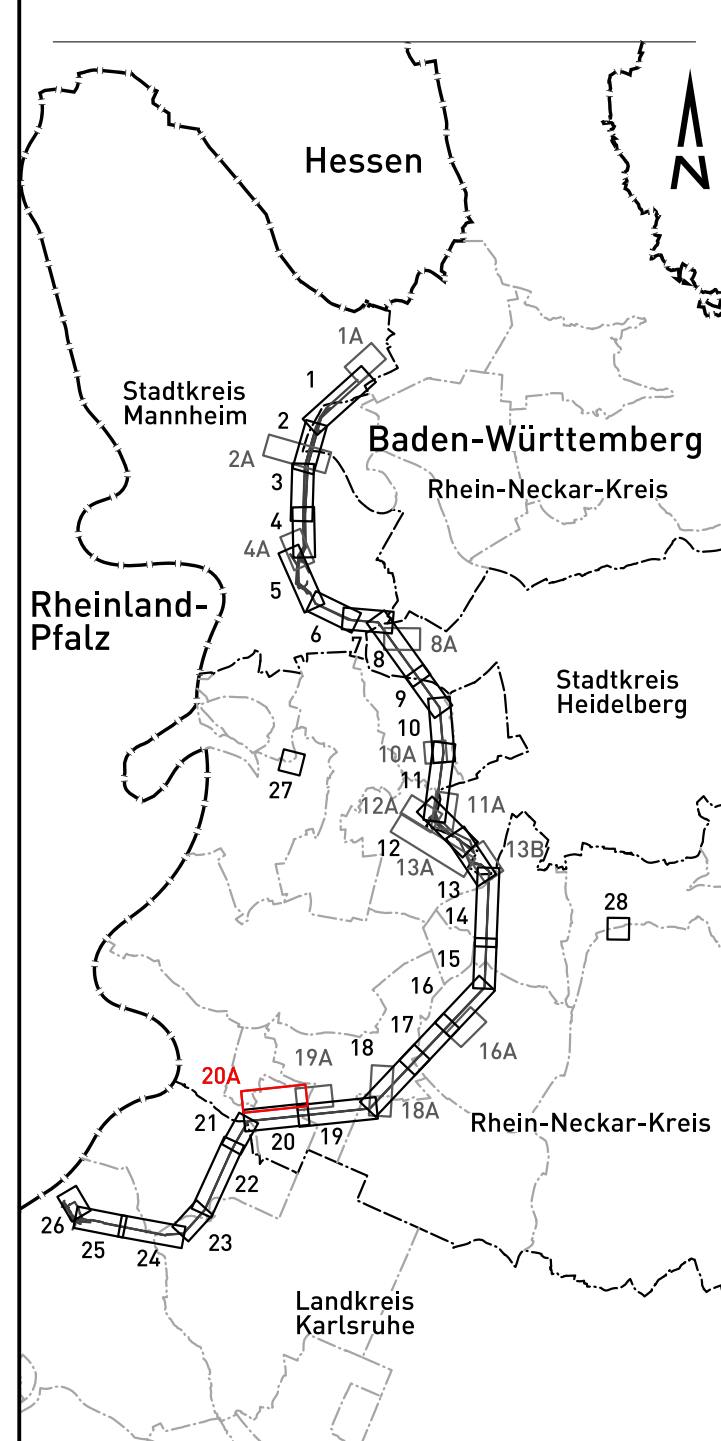 Hessen
N
1A
1
Stadtkreis
Mannheim
2
Baden-Württemberg
2A
3
Rhein-Neckar-Kreis
4
4A
5
Rheinland-
Pfalz
6
7
8
8A
Stadtkreis
Heidelberg
9
10
10A
27
11
12A
11A
12
13A
13B
13
28
14
15
16
17
16A
18
19A
20A
18A
Rhein-Neckar-Kreis
21
20
19
22
26
25
24
23
Landkreis
Karlsruhe